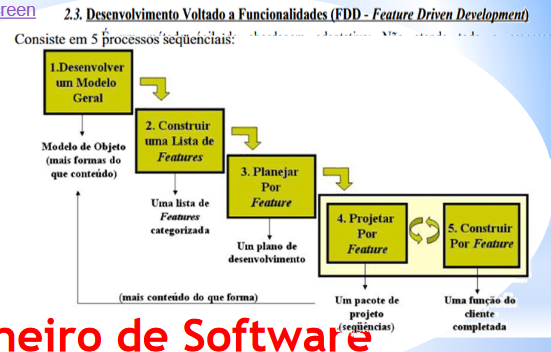 reen
2.3. Desenvolvimento Voltado a Funcionalidades (FDD - Feature Driven Development)
Consiste em 5 processos seqüenciais:
1.Desenvolver
um Modelo
Geral
2. Construir
uma Lista de
Features
3. Planejar
Por
Feature
4. Projetar
Por
Feature
5. Construir
Por Feature
Modelo de Objeto
(mais formas do
que conteúdo)
Uma lista de
Features
categorizada
Um plano de
desenvolvimento
(mais conteúdo do que forma)
Um pacote de
projeto
(seqüências)
Uma função do
cliente
completada
neiro de Software